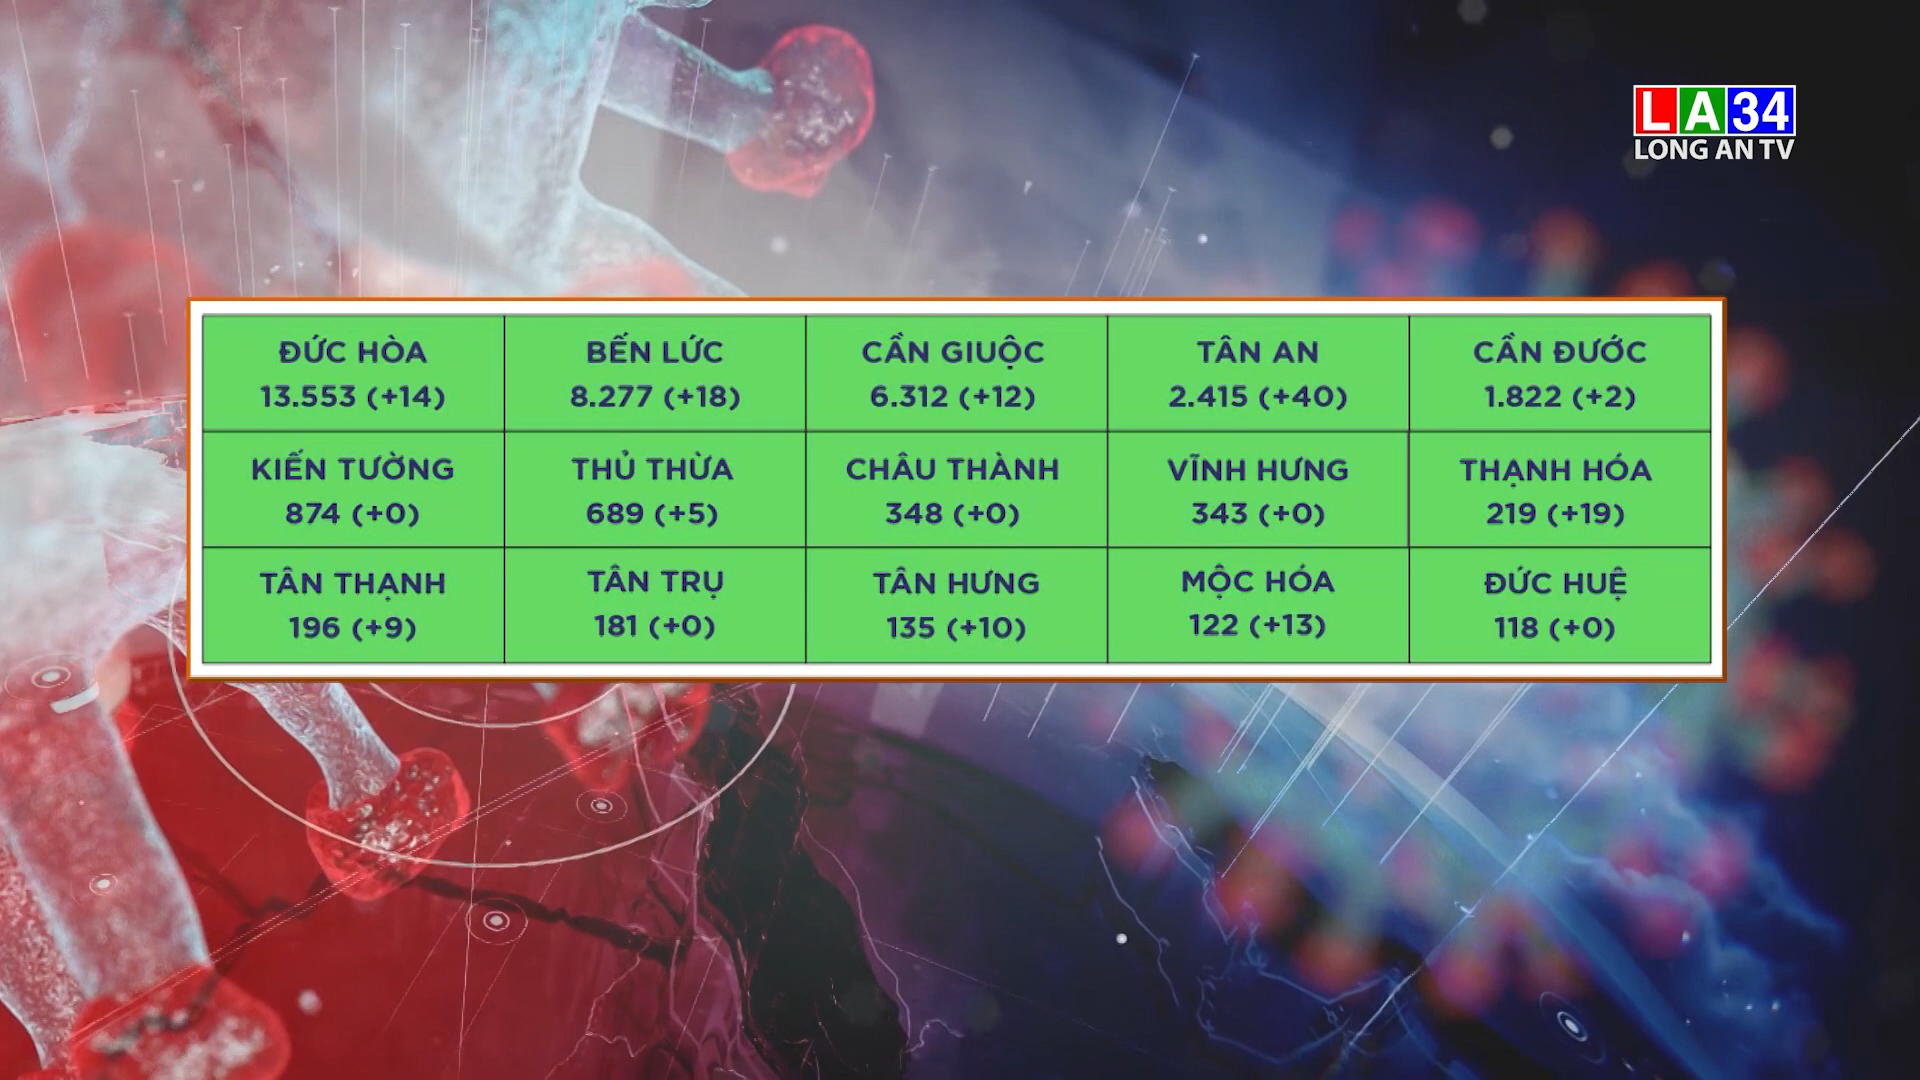 LA34
LONG AN TV
ĐỨC HÒA
13.553 (+14)
BẾN LỨC
8.277 (+18)
CẦN GIUỘC
6.312 (+12)
TÂN AN
2.415 (+40)
CẦN ĐƯỚC
1.822 (+2)
KIẾN TƯỜNG
874 (+0)
THỦ THỪA
689 (+5)
CHÂU THÀNH
348 (+0)
VĨNH HƯNG
343 (+0)
THẠNH HÓA
219 (+19)
TÂN THẠNH
196 (+9)
TÂN TRỤ
181 (+0)
TÂN HƯNG
135 (+10)
MỘC HÓA
122 (+13)
ĐỨC HUỆ
118 (+0)